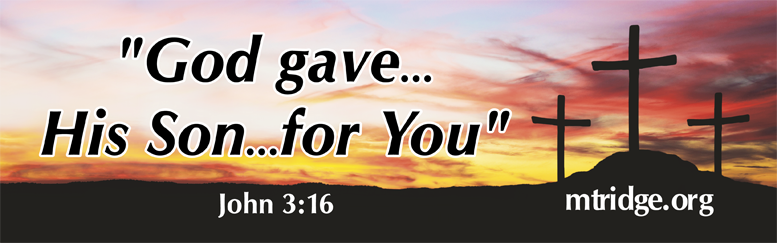 "God gave...
His Son...for You"
John 3:16
mtridge.org